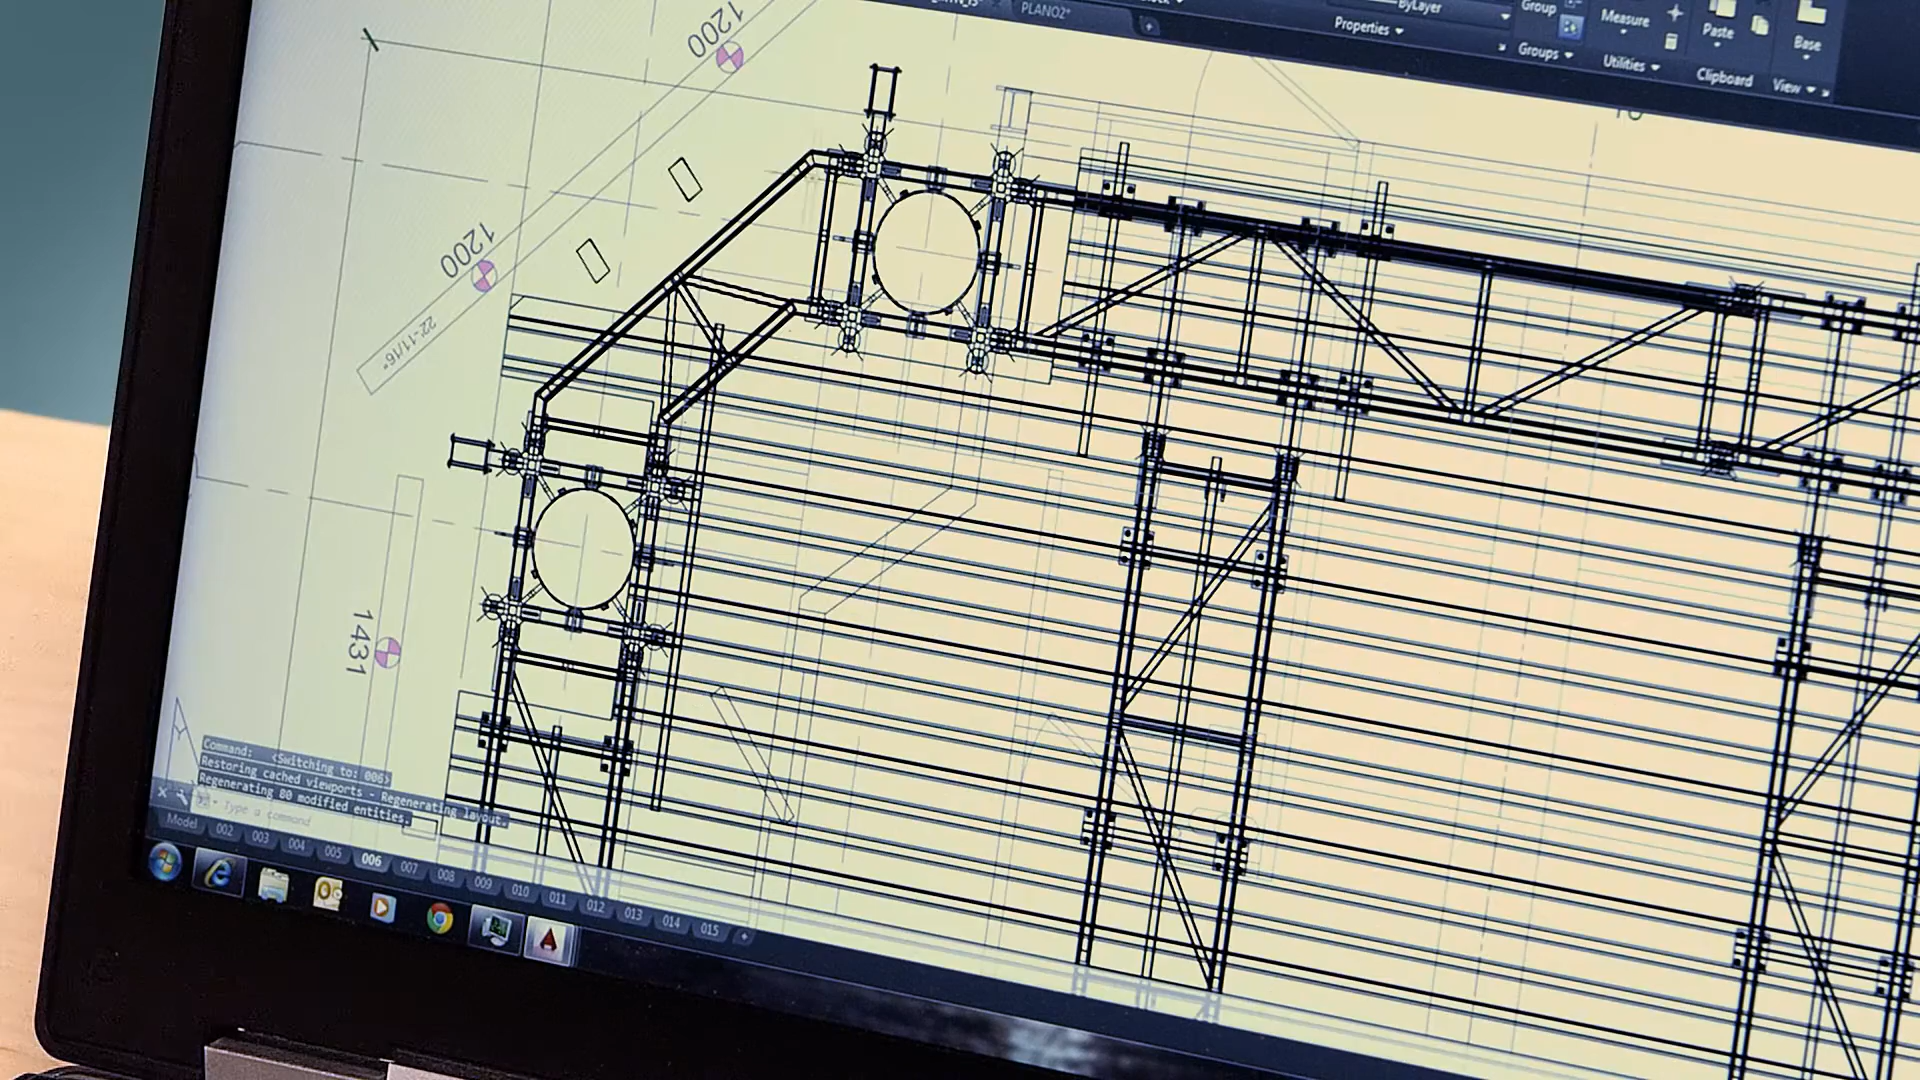 PLANO2*
ByLayer
Properties
Group
Groups
Measure
Utilities
Paste
Clipboard
Base
View
1200
1200
22'-11/16"
1431
Command: <Switching to: 006>
Restoring cached viewports - Regenerating layout.
Regenerating 80 modified entities.
Type a command
Model 002 003 004 005 006 007 008 009 010 011 012 013 014 015 +